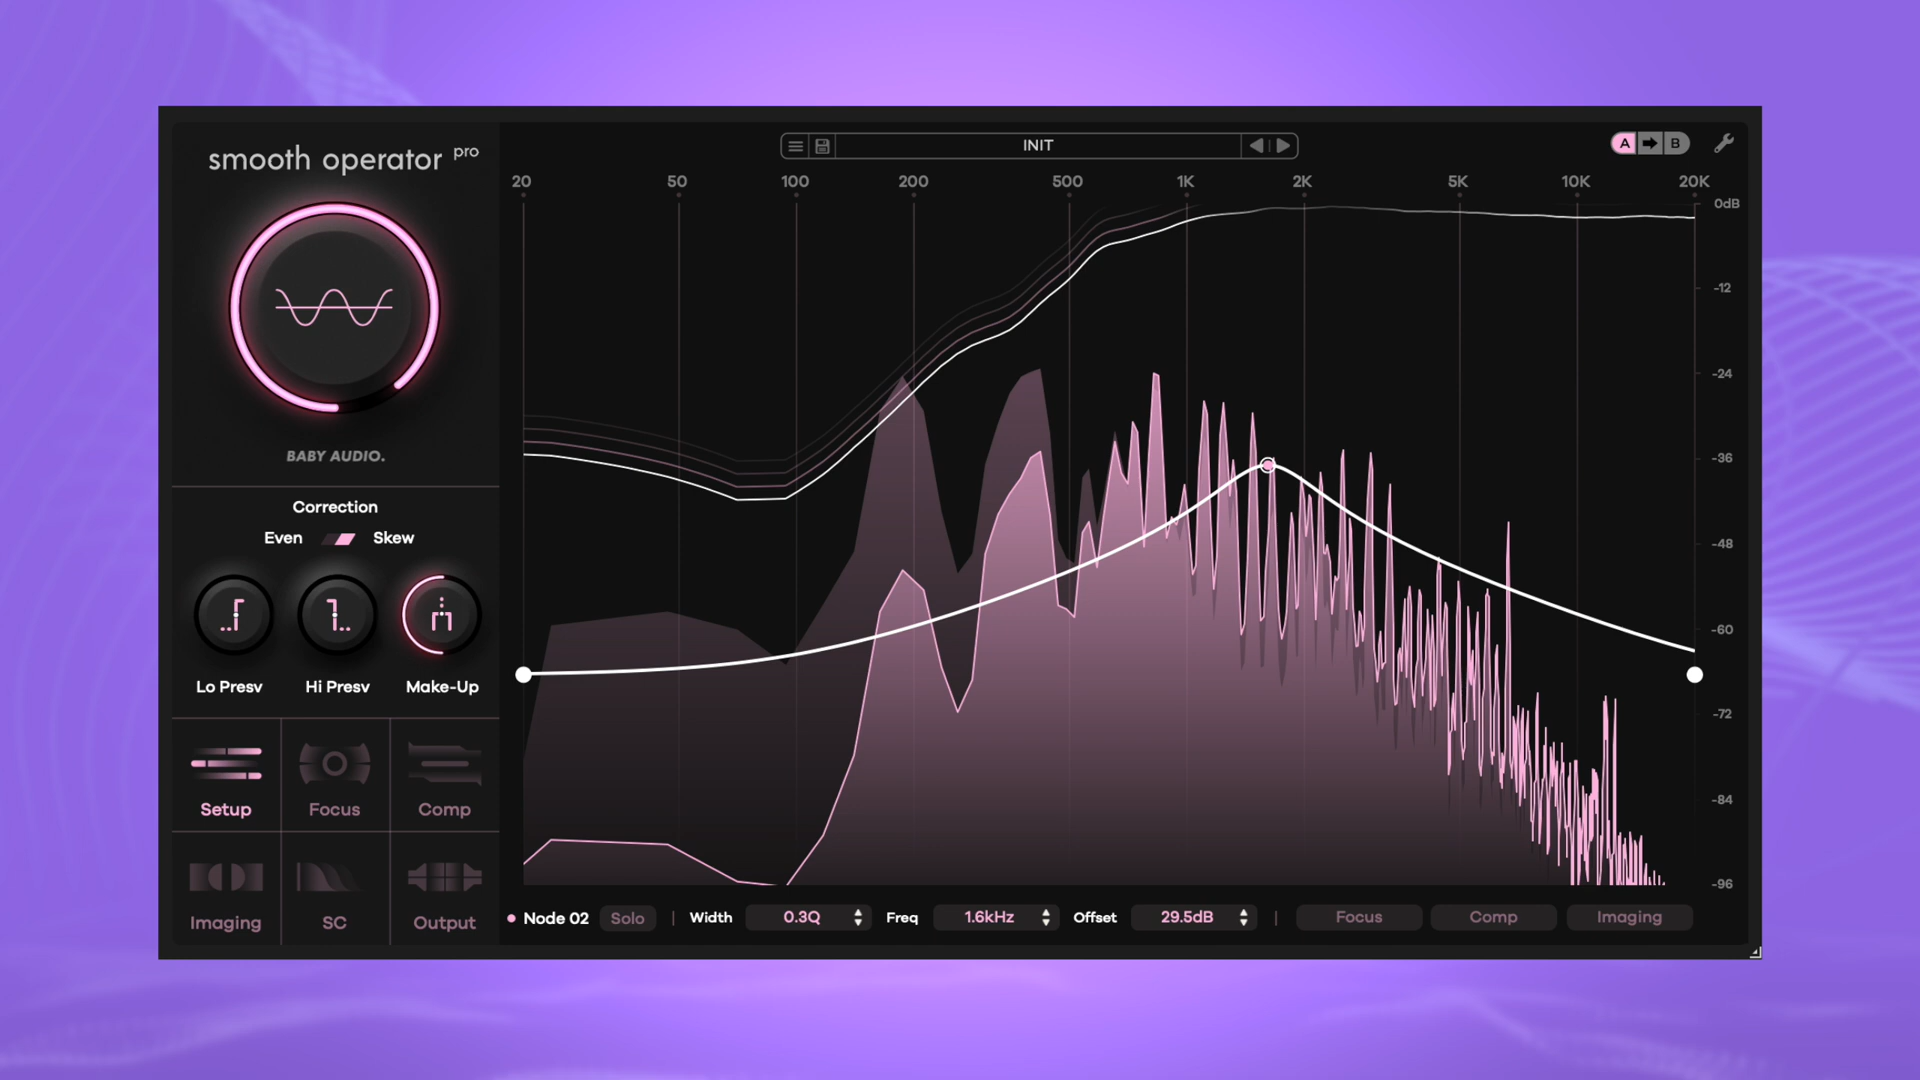 smooth operator pro
INIT
A B
20 50 100 200 500 1K 2K 5K 10K 20K
0dB
-12
-24
-36
-48
-60
-72
-84
-96
BABY AUDIO.
Correction
Even Skew
Lo Presv Hi Presv Make-Up
Setup Focus Comp
Imaging SC Output
Node 02 Solo | Width 0.3Q Freq 1.6kHz Offset 29.5dB | Focus Comp Imaging